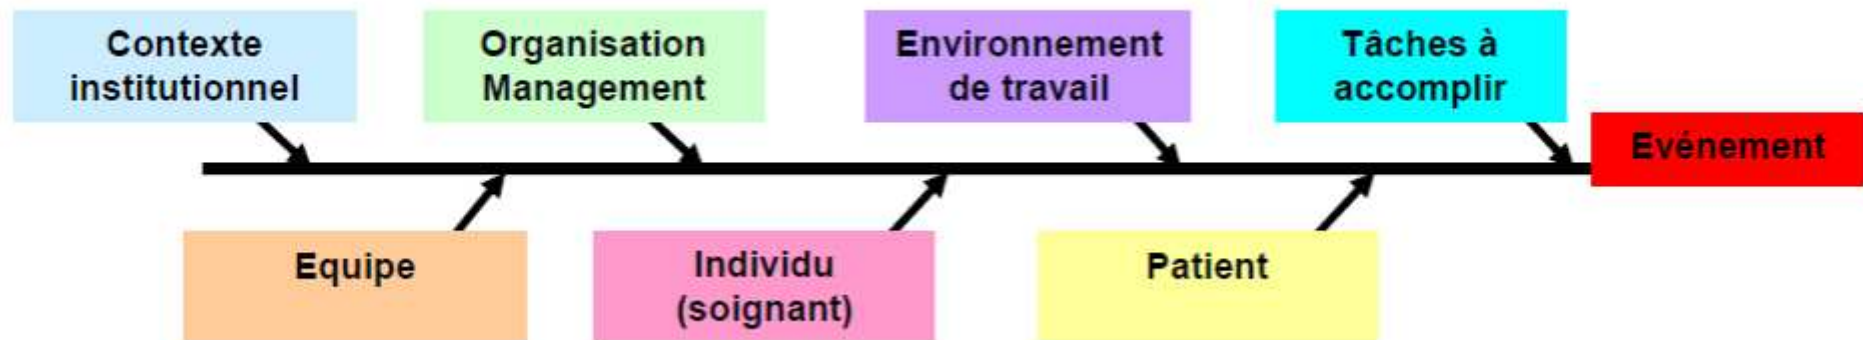 Contexte
institutionnel
Organisation
Management
Environnement
de travail
Tâches à
accomplir
Evénement
Equipe
Individu
(soignant)
Patient